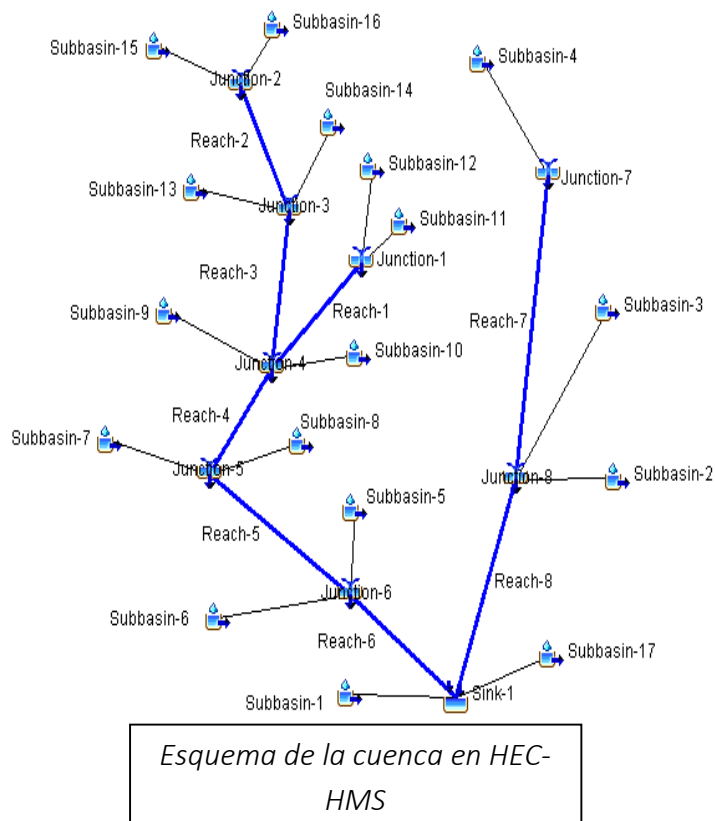 Subbasin-16
Subbasin-15
Subbasin-4
Junction-2
Subbasin-14
Reach-2
Subbasin-12
Junction-7
Subbasin-13
Junction-3
Subbasin-11
Junction-1
Reach-3
Reach-1
Subbasin-9
Subbasin-3
Reach-7
Subbasin-10
Junction-4
Reach-4
Subbasin-8
Subbasin-7
Junction-5
Subbasin-2
Subbasin-5
Reach-5
Reach-8
Junction-6
Subbasin-6
Reach-6
Subbasin-17
Sink-1
Subbasin-1
Esquema de la cuenca en HEC-
HMS